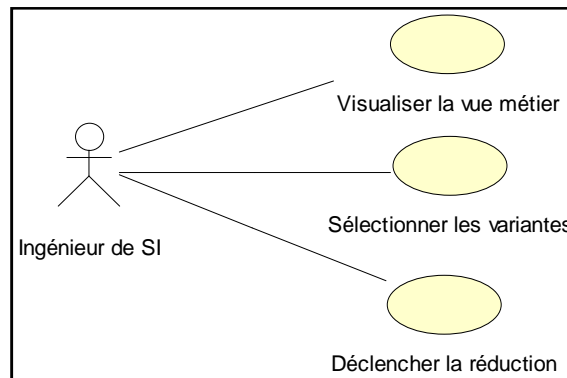 Visualiser la vue métier
Sélectionner les variantes
Ingénieur de SI
Déclencher la réduction